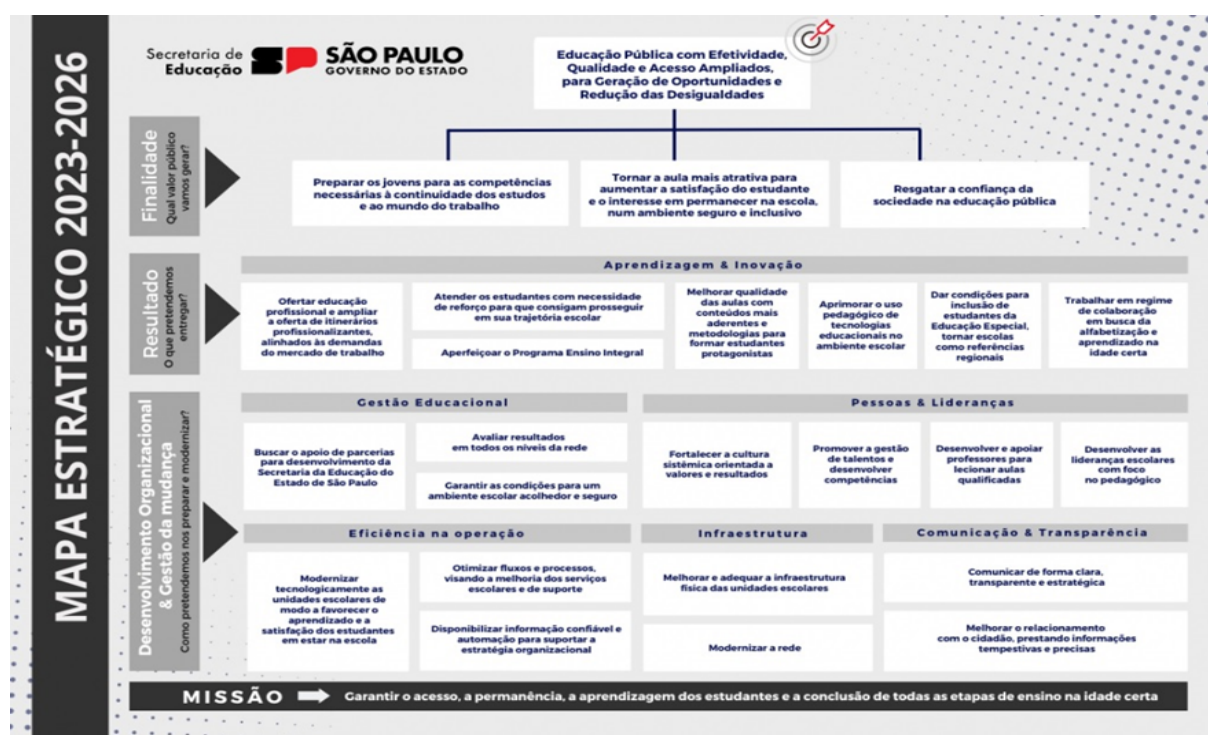 MAPA ESTRATÉGICO 2023-2026
Secretaria de
Educação
SP
SÃO PAULO
GOVERNO DO ESTADO
Educação Pública com Efetividade,
Qualidade e Acesso Ampliados,
para Geração de Oportunidades e
Redução das Desigualdades
Finalidade
Qual valor público
vamos gerar?
Preparar os jovens para as competências
necessárias à continuidade dos estudos
e ao mundo do trabalho
Tornar a aula mais atrativa para
aumentar a satisfação do estudante
e o interesse em permanecer na escola,
num ambiente seguro e inclusivo
Resgatar a confiança da
sociedade na educação pública
Resultado
O que pretendemos
entregar?
Aprendizagem & Inovação
Ofertar educação
profissional e ampliar
a oferta de itinerários
profissionalizantes,
alinhados às demandas
do mercado de trabalho
Atender os estudantes com necessidade
de reforço para que consigam prosseguir
em sua trajetória escolar
Aperfeiçoar o Programa Ensino Integral
Melhorar qualidade
das aulas com
conteúdos mais
aderentes e
metodologias para
formar estudantes
protagonistas
Aprimorar o uso
pedagógico de
tecnologias
educacionais no
ambiente escolar
Dar condições para
inclusão de
estudantes da
Educação Especial,
tornar escolas
como referências
regionais
Trabalhar em regime
de colaboração
em busca da
alfabetização e
aprendizado na
idade certa
Desenvolvimento Organizacional
& Gestão da mudança
Como pretendemos nos preparar e modernizar?
Gestão Educacional
Buscar o apoio de parcerias
para desenvolvimento da
Secretaria da Educação do
Estado de São Paulo
Avaliar resultados
em todos os níveis da rede
Garantir as condições para um
ambiente escolar acolhedor e seguro
Pessoas & Lideranças
Fortalecer a cultura
sistêmica orientada a
valores e resultados
Promover a gestão
de talentos e
desenvolver
competências
Desenvolver e apoiar
professores para
lecionar aulas
qualificadas
Desenvolver as
lideranças escolares
com foco
no pedagógico
Eficiência na operação
Modernizar
tecnologicamente as
unidades escolares de
modo a favorecer o
aprendizado e a
satisfação dos estudantes
em estar na escola
Otimizar fluxos e processos,
visando a melhoria dos serviços
escolares e de suporte
Disponibilizar informação confiável e
automação para suportar a
estratégia organizacional
Infraestrutura
Melhorar e adequar a infraestrutura
física das unidades escolares
Modernizar a rede
Comunicação & Transparência
Comunicar de forma clara,
transparente e estratégica
Melhorar o relacionamento
com o cidadão, prestando informações
tempestivas e precisas
MISSÃO Garantir o acesso, a permanência, a aprendizagem dos estudantes e a conclusão de todas as etapas de ensino na idade certa